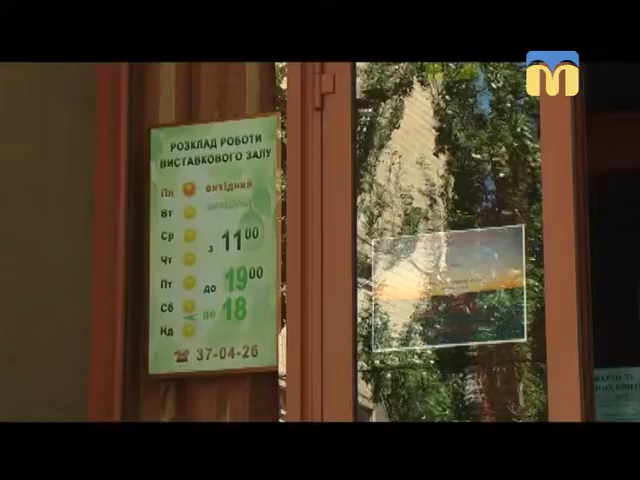 РОЗКЛАД РОБОТИ
ВИСТАВКОВОГО ЗАЛУ
Пн вихідний
Вт вихідний
Ср з 11 00
Чт
Пт до 19 00
Сб до 18
Нд
37-04-26